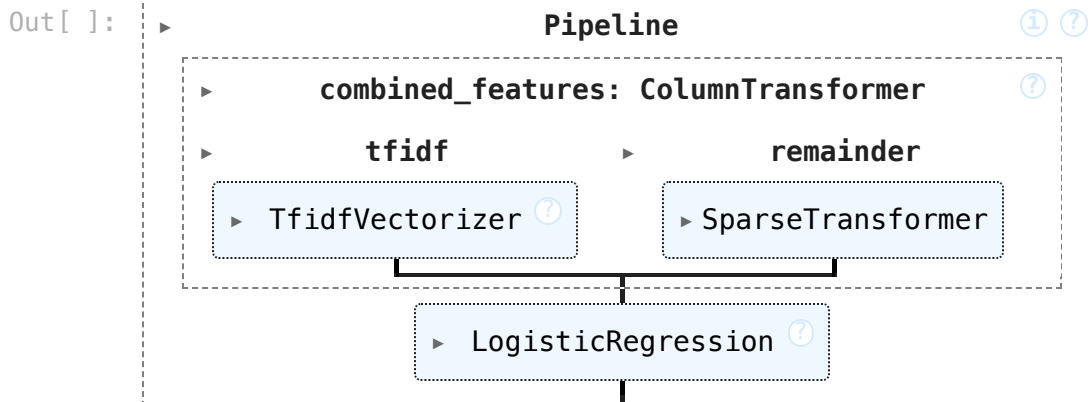 Out[ ]:
▸ Pipeline i ?
▸ combined_features: ColumnTransformer ?
▸ tfidf ▸ remainder
▸ TfidfVectorizer ? ▸ SparseTransformer
▸ LogisticRegression ?